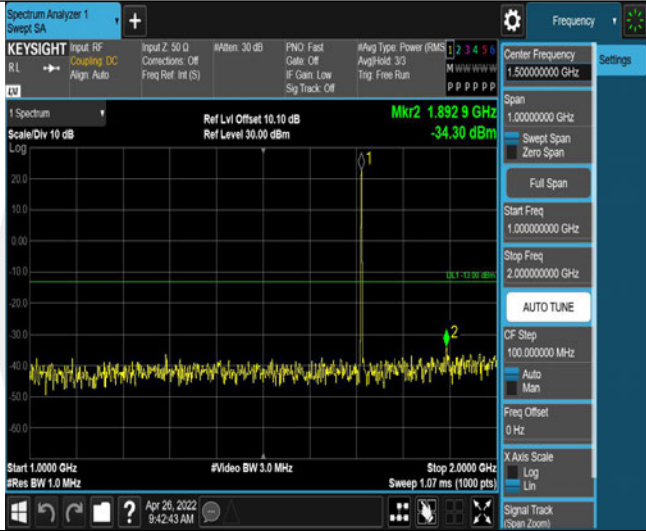 Spectrum Analyzer 1
Swept SA
+
Frequency
KEYSIGHT
RL
LV
Input: RF
Coupling: DC
Align: Auto
Input Z: 50 Ω
Corrections: Off
Freq Ref: Int (S)
#Atten: 30 dB
PNO: Fast
Gate: Off
IF Gain: Low
Sig Track: Off
#Avg Type: Power (RMS
Avg|Hold: 3/3
Trig: Free Run
1 2 3 4 5 6
M W W W W W
P P P P P P
1 Spectrum
Scale/Div 10 dB
Log
Ref Lvl Offset 10.10 dB
Ref Level 30.00 dBm
Mkr2 1.892 9 GHz
-34.30 dBm
1
20.0
10.0
0.00
-10.0
DL1 -13.00 dBm
-20.0
2
-30.0
-40.0
-50.0
-60.0
Start 1.0000 GHz
#Res BW 1.0 MHz
#Video BW 3.0 MHz
Stop 2.0000 GHz
Sweep 1.07 ms (1000 pts)
?
Apr 26, 2022
9:42:43 AM
Center Frequency
1.500000000 GHz
Settings
Span
1.00000000 GHz
Swept Span
Zero Span
Full Span
Start Freq
1.000000000 GHz
Stop Freq
2.000000000 GHz
AUTO TUNE
CF Step
100.000000 MHz
Auto
Man
Freq Offset
0 Hz
X Axis Scale
Log
Lin
Signal Track
(Span Zoom)